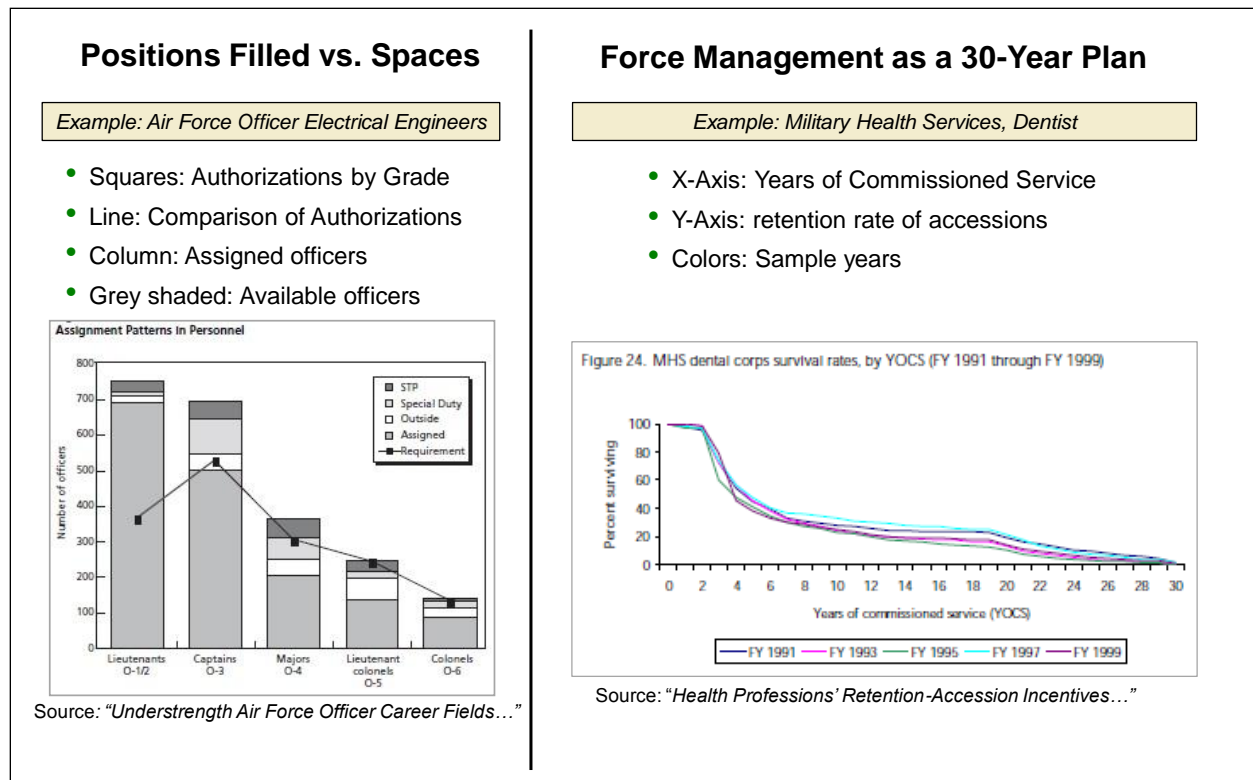 Positions Filled vs. Spaces
Example: Air Force Officer Electrical Engineers
• Squares: Authorizations by Grade
• Line: Comparison of Authorizations
• Column: Assigned officers
• Grey shaded: Available officers
Assignment Patterns in Personnel
800
700
600
500
400
300
200
100
0
Number of officers
STP
Special Duty
Outside
Assigned
Requirement
Lieutenants
O-1/2
Captains
O-3
Majors
O-4
Lieutenant
colonels
O-5
Colonels
O-6
Source: “Understrength Air Force Officer Career Fields…”
Force Management as a 30-Year Plan
Example: Military Health Services, Dentist
• X-Axis: Years of Commissioned Service
• Y-Axis: retention rate of accessions
• Colors: Sample years
Figure 24. MHS dental corps survival rates, by YOCS (FY 1991 through FY 1999)
100
80
60
40
20
0
Percent surviving
0 2 4 6 8 10 12 14 16 18 20 22 24 26 28 30
Years of commissioned service (YOCS)
FY 1991 FY 1993 FY 1995 FY 1997 FY 1999
Source: “Health Professions’ Retention-Accession Incentives…”